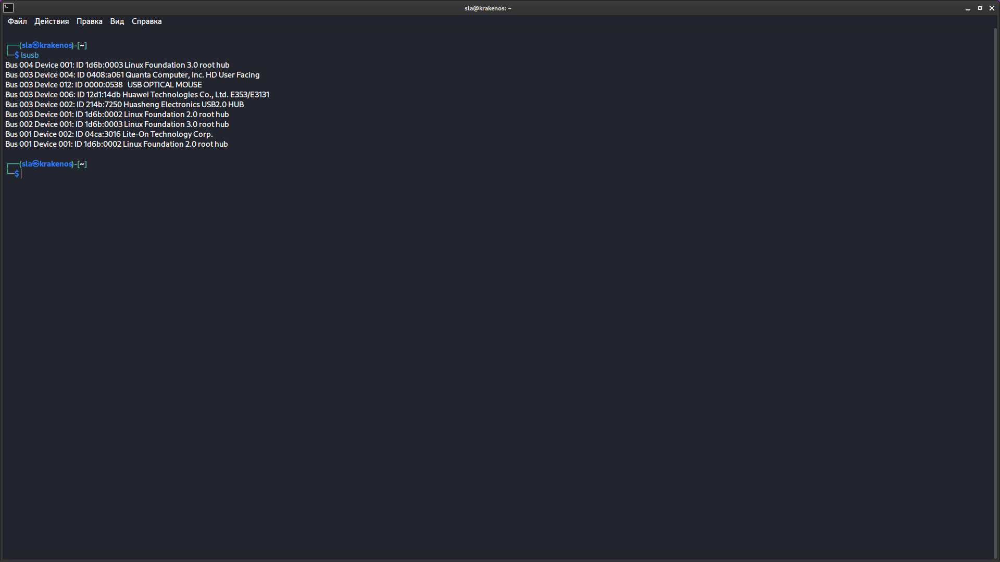 sla@krakenos: ~
Файл Действия Правка Вид Справка
┌──(sla㉿krakenos)-[~]
└─$ lsusb
Bus 004 Device 001: ID 1d6b:0003 Linux Foundation 3.0 root hub
Bus 003 Device 004: ID 0408:a061 Quanta Computer, Inc. HD User Facing
Bus 003 Device 012: ID 0000:0538   USB OPTICAL MOUSE
Bus 003 Device 006: ID 12d1:14db Huawei Technologies Co., Ltd. E353/E3131
Bus 003 Device 002: ID 214b:7250 Huasheng Electronics USB2.0 HUB
Bus 003 Device 001: ID 1d6b:0002 Linux Foundation 2.0 root hub
Bus 002 Device 001: ID 1d6b:0003 Linux Foundation 3.0 root hub
Bus 001 Device 002: ID 04ca:3016 Lite-On Technology Corp.
Bus 001 Device 001: ID 1d6b:0002 Linux Foundation 2.0 root hub
┌──(sla㉿krakenos)-[~]
└─$